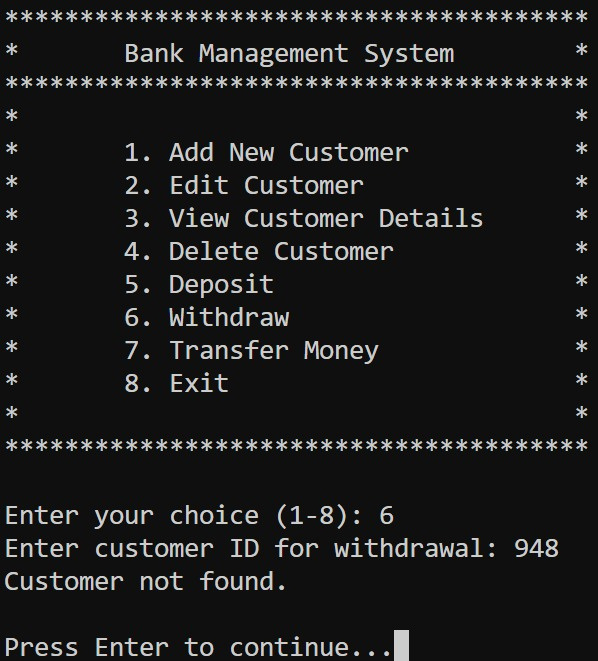 ***************************************
*       Bank Management System        *
***************************************
*                                     *
*       1. Add New Customer           *
*       2. Edit Customer              *
*       3. View Customer Details      *
*       4. Delete Customer            *
*       5. Deposit                    *
*       6. Withdraw                   *
*       7. Transfer Money             *
*       8. Exit                       *
*                                     *
***************************************

Enter your choice (1-8): 6
Enter customer ID for withdrawal: 948
Customer not found.

Press Enter to continue...